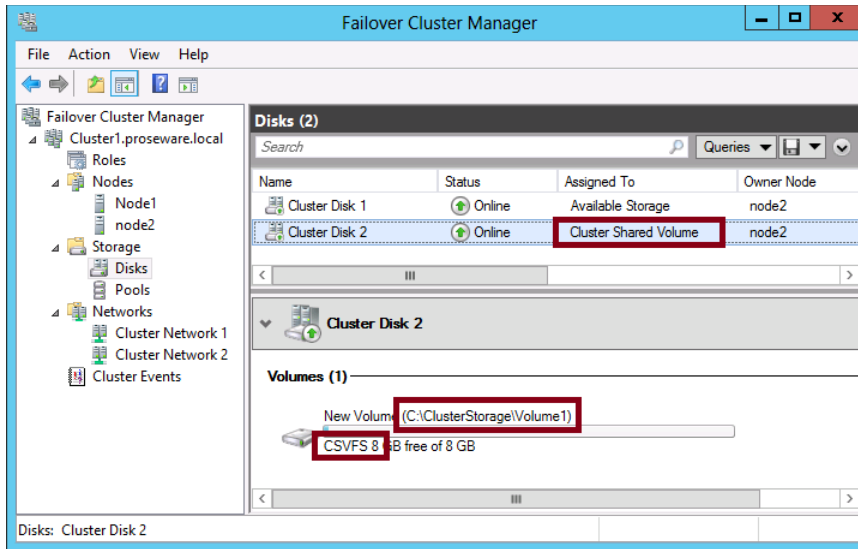 Failover Cluster Manager
File Action View Help
Failover Cluster Manager
Cluster1.proseware.local
Roles
Nodes
Node1
node2
Storage
Disks
Pools
Networks
Cluster Network 1
Cluster Network 2
Cluster Events
Disks (2)
Search Queries
Name Status Assigned To Owner Node
Cluster Disk 1 Online Available Storage node2
Cluster Disk 2 Online Cluster Shared Volume node2
Cluster Disk 2
Volumes (1)
New Volume (C:\ClusterStorage\Volume1)
CSVFS 8 GB free of 8 GB
Disks: Cluster Disk 2